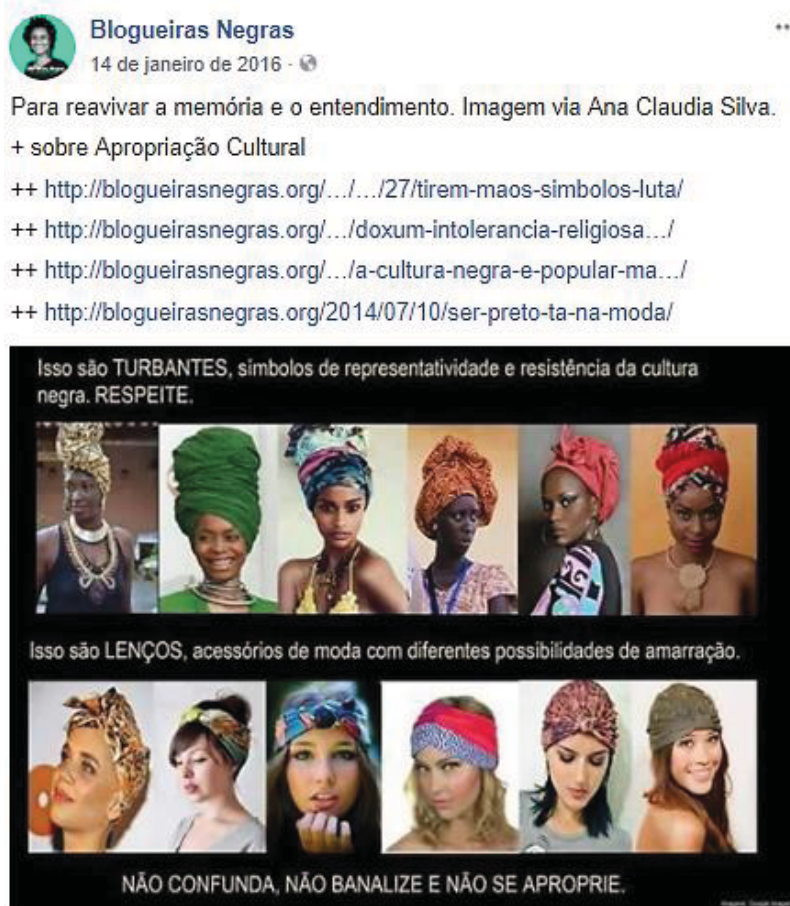 Blogueiras Negras
14 de janeiro de 2016 ·
Para reavivar a memória e o entendimento. Imagem via Ana Claudia Silva.
+ sobre Apropriação Cultural
++ http://blogueirasnegras.org/…/…/27/tirem-maos-simbolos-luta/
++ http://blogueirasnegras.org/…/doxum-intolerancia-religiosa…/
++ http://blogueirasnegras.org/…/a-cultura-negra-e-popular-ma…/
++ http://blogueirasnegras.org/2014/07/10/ser-preto-ta-na-moda/
Isso são TURBANTES, simbolos de representatividade e resistência da cultura
negra. RESPEITE.
Isso são LENÇOS, acessórios de moda com diferentes possibilidades de amarração.
NÃO CONFUNDA, NÃO BANALIZE E NÃO SE APROPRIE.